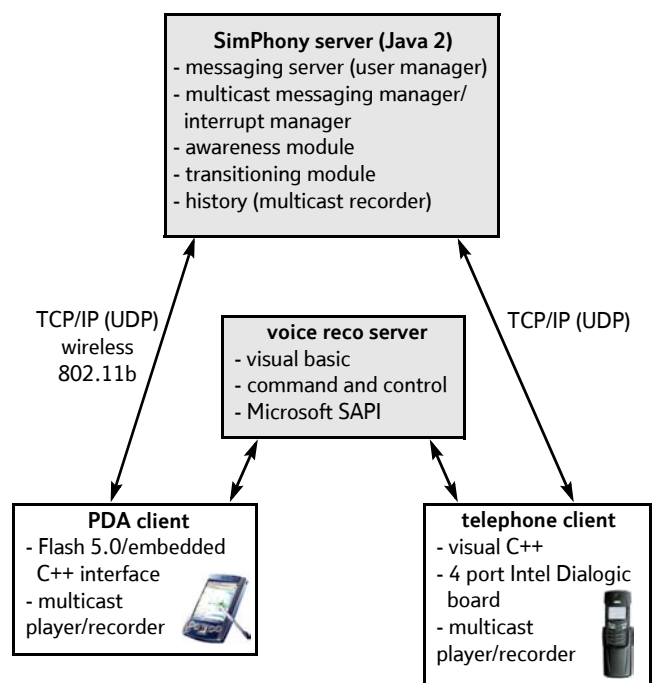 SimPhony server (Java 2)
- messaging server (user manager)
- multicast messaging manager/
interrupt manager
- awareness module
- transitioning module
- history (multicast recorder)
TCP/IP (UDP)
wireless
802.11b
TCP/IP (UDP)
voice reco server
- visual basic
- command and control
- Microsoft SAPI
PDA client
- Flash 5.0/embedded
C++ interface
- multicast
player/recorder
telephone client
- visual C++
- 4 port Intel Dialogic
board
- multicast
player/recorder